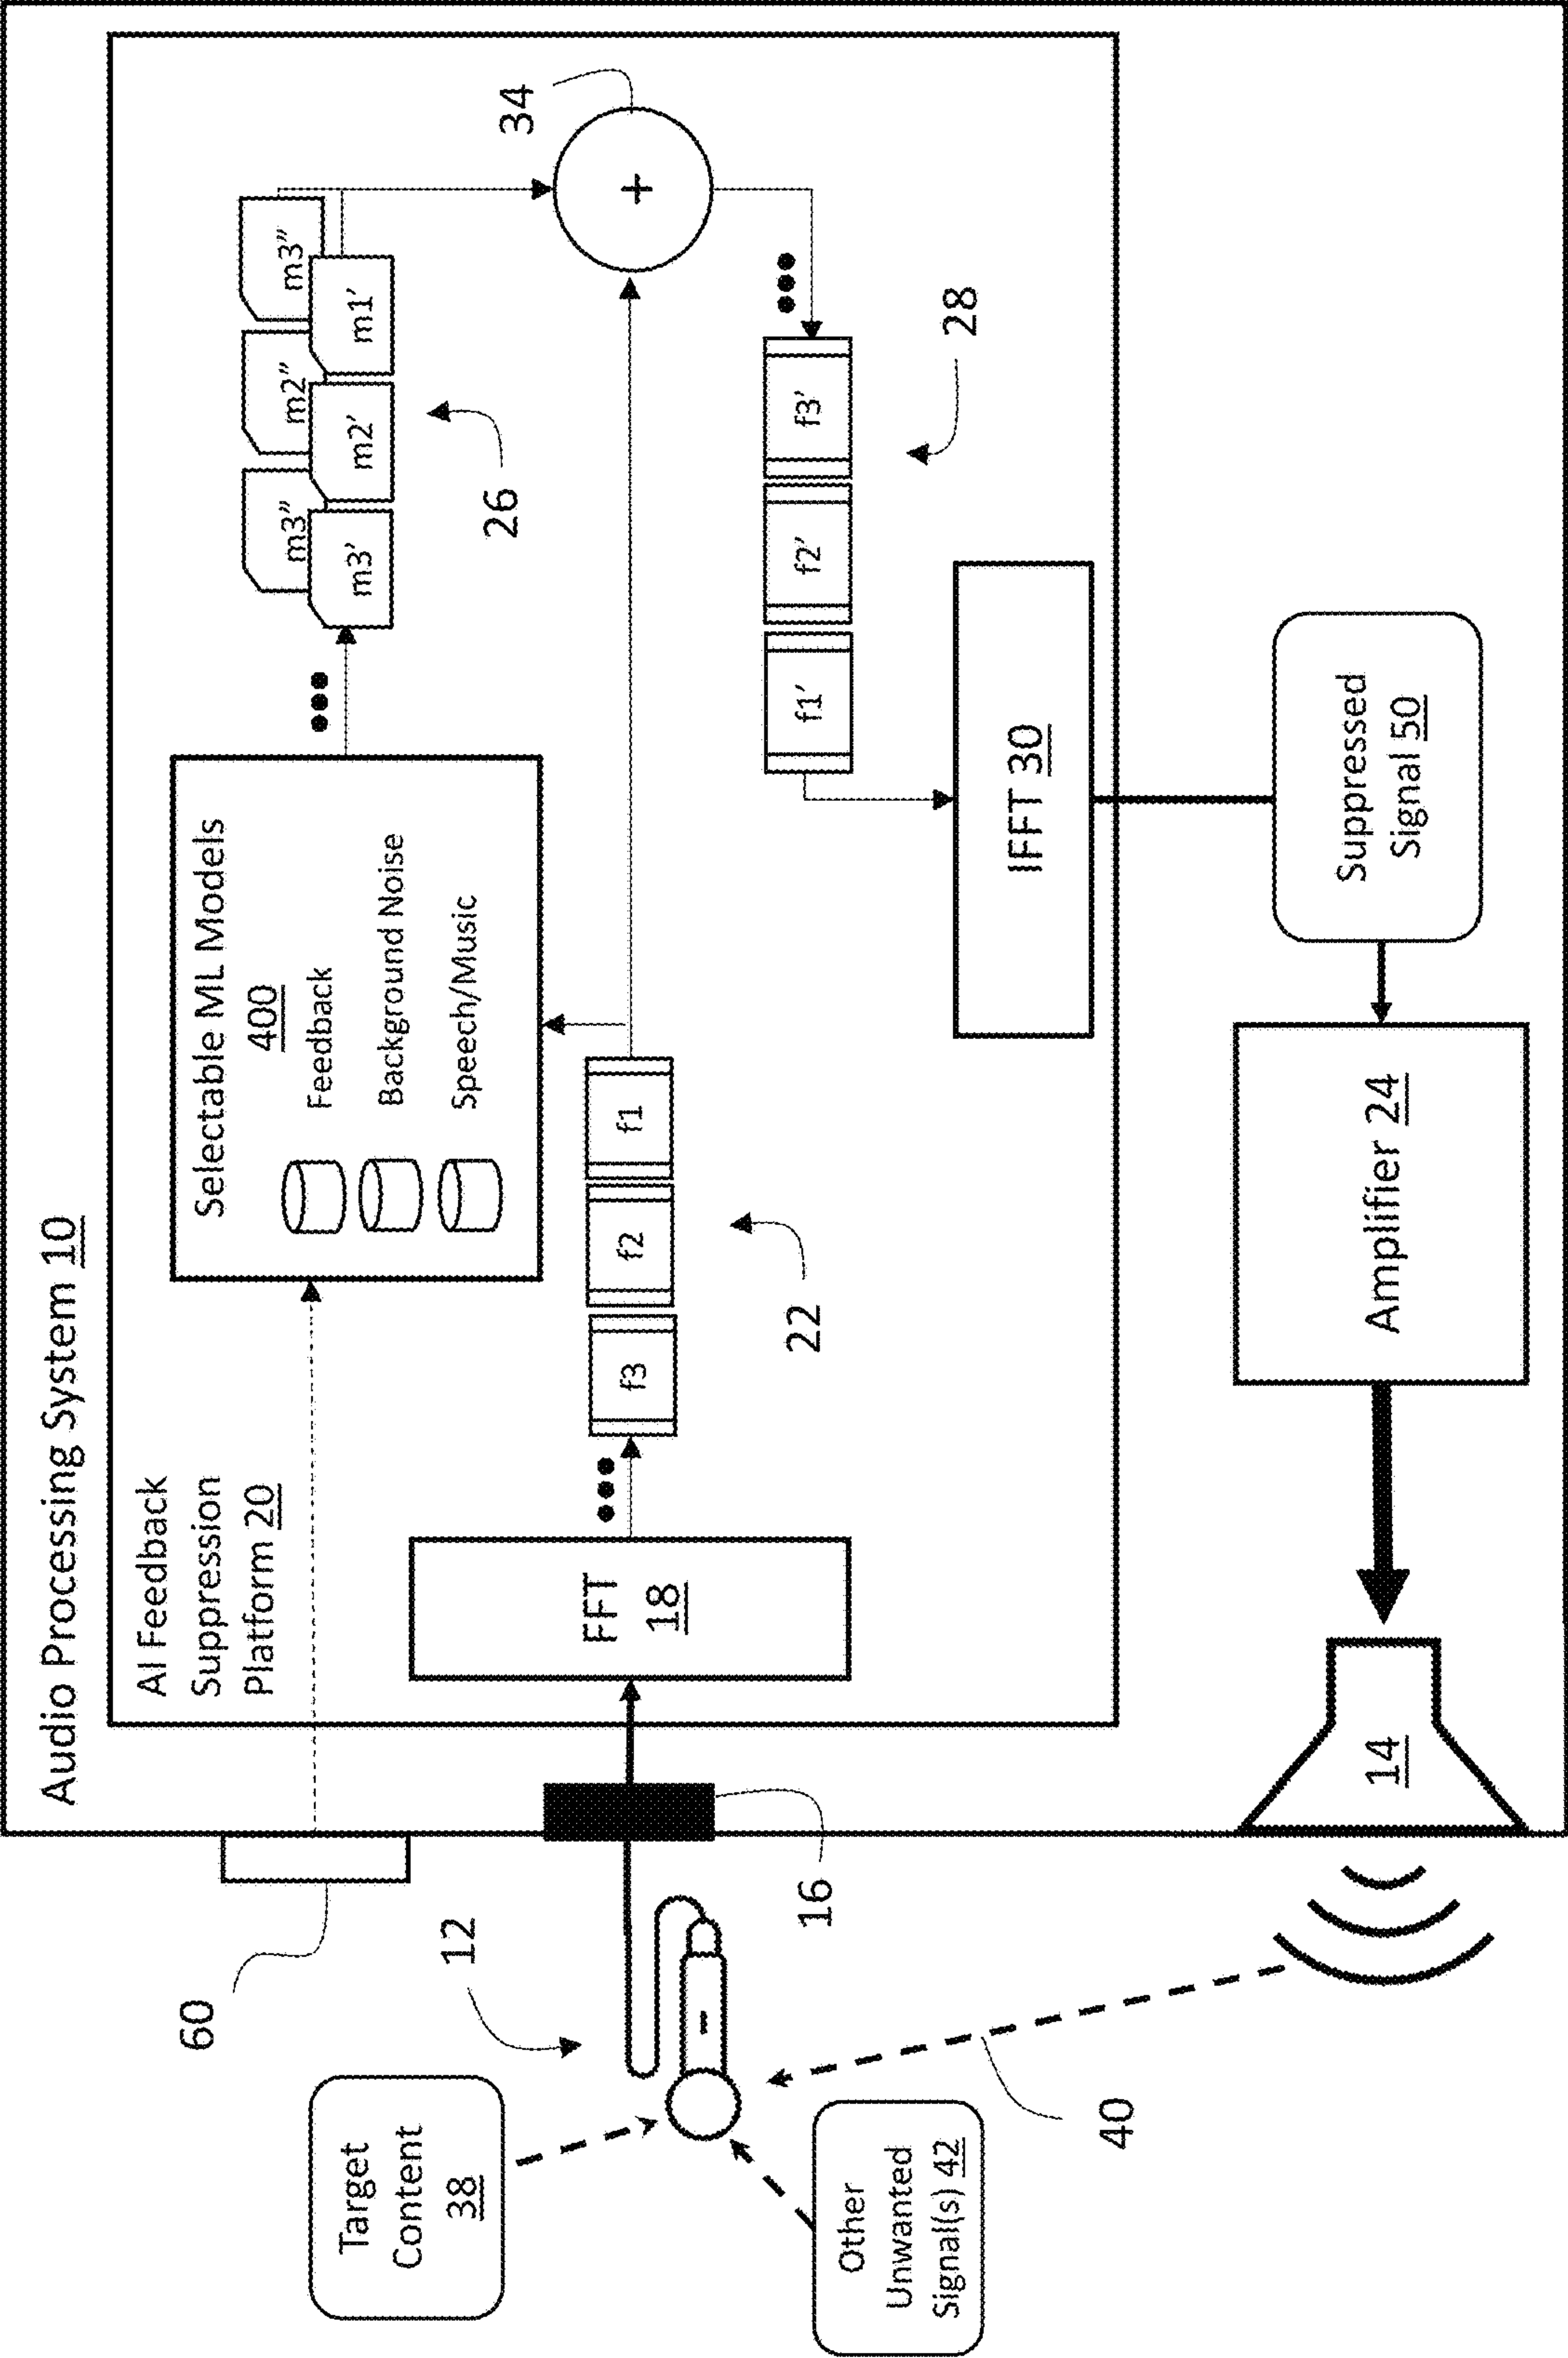 Audio Processing System 10
AI Feedback
Suppression
Platform 20
Selectable ML Models
400
Feedback
Background Noise
Speech/Music
m3”
m2”
m3”
m3’
m2’
m1’
26
34
+
60
Target
Content
38
12
16
FFT
18
f3
f2
f1
22
f1’
f2’
f3’
28
IFFT 30
Other
Unwanted
Signal(s) 42
40
14
Amplifier 24
Suppressed
Signal 50